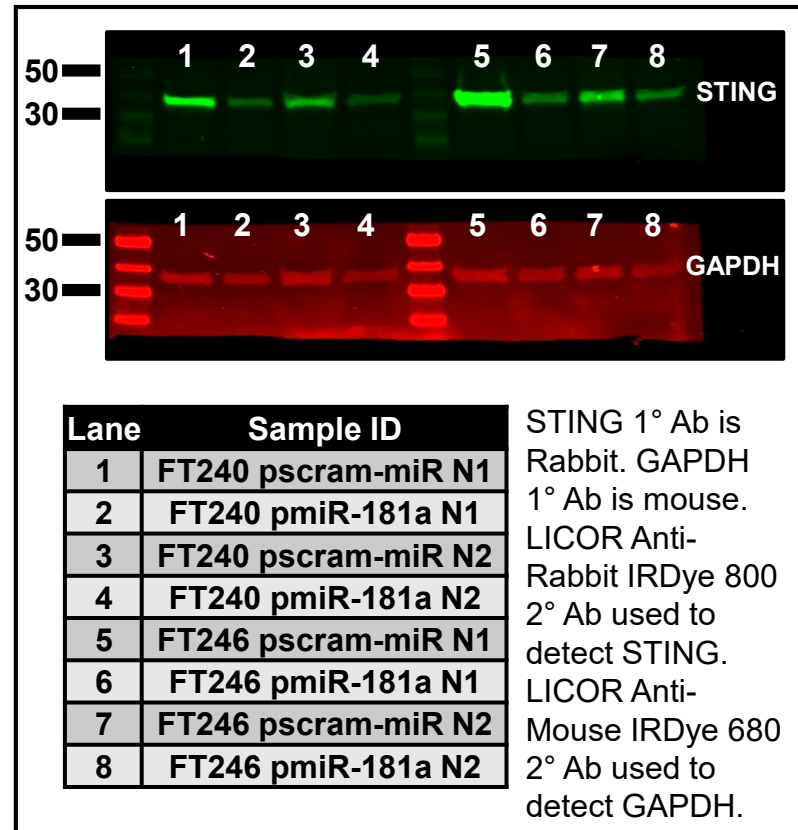 1 2 3 4 5 6 7 8
50
STING
30
1 2 3 4 5 6 7 8
50
GAPDH
30
Lane Sample ID
1 FT240 pscram-miR N1
2 FT240 pmiR-181a N1
3 FT240 pscram-miR N2
4 FT240 pmiR-181a N2
5 FT246 pscram-miR N1
6 FT246 pmiR-181a N1
7 FT246 pscram-miR N2
8 FT246 pmiR-181a N2
STING 1° Ab is
Rabbit. GAPDH
1° Ab is mouse.
LICOR Anti-
Rabbit IRDye 800
2° Ab used to
detect STING.
LICOR Anti-
Mouse IRDye 680
2° Ab used to
detect GAPDH.